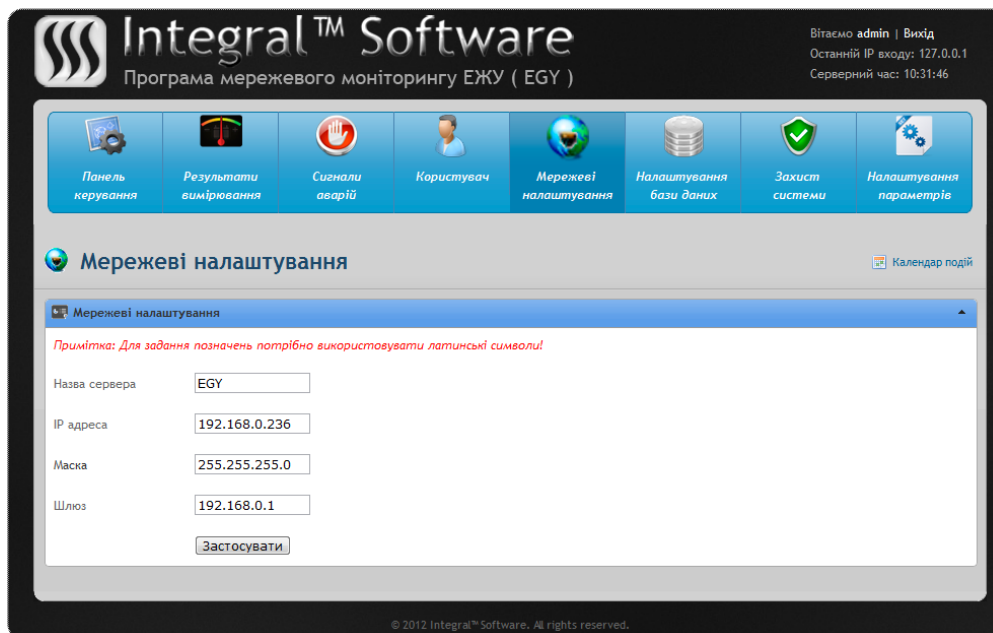 Integral™ Software
Програма мережевого моніторингу ЕЖУ ( EGY )
Вітаємо admin | Вихід
Останній IP входу: 127.0.0.1
Серверний час: 10:31:46
Панель керування
Результати вимірювання
Сигнали аварій
Користувач
Мережеві налаштування
Налаштування бази даних
Захист системи
Налаштування параметрів
Мережеві налаштування
Календар подій
Мережеві налаштування
Примітка: Для задання позначень потрібно використовувати латинські символи!
Назва сервера EGY
IP адреса 192.168.0.236
Маска 255.255.255.0
Шлюз 192.168.0.1
Застосувати
© 2012 Integral™ Software. All rights reserved.